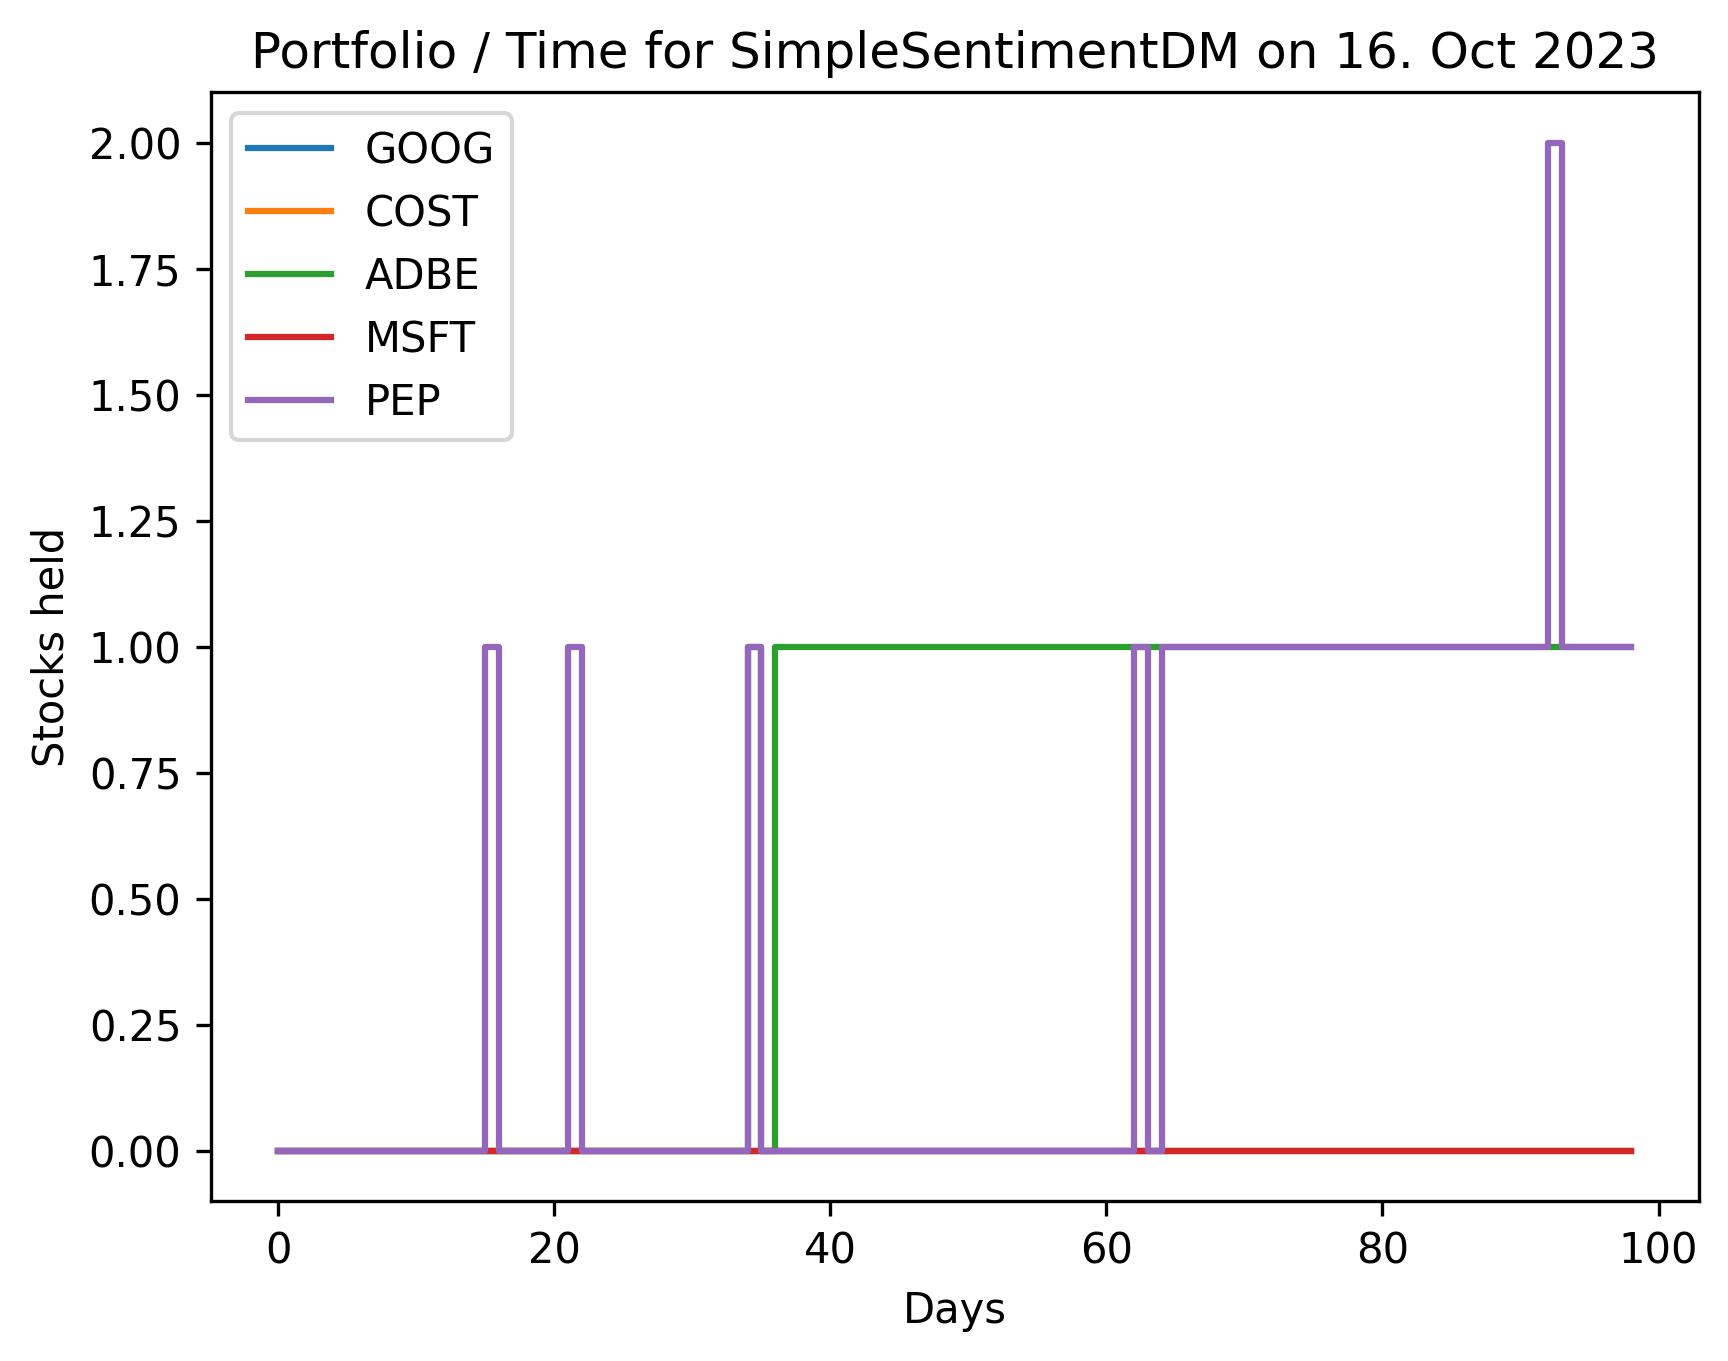 Portfolio / Time for SimpleSentimentDM on 16. Oct 2023
GOOG
COST
ADBE
MSFT
PEP
Stocks held
2.00
1.75
1.50
1.25
1.00
0.75
0.50
0.25
0.00
0 20 40 60 80 100
Days